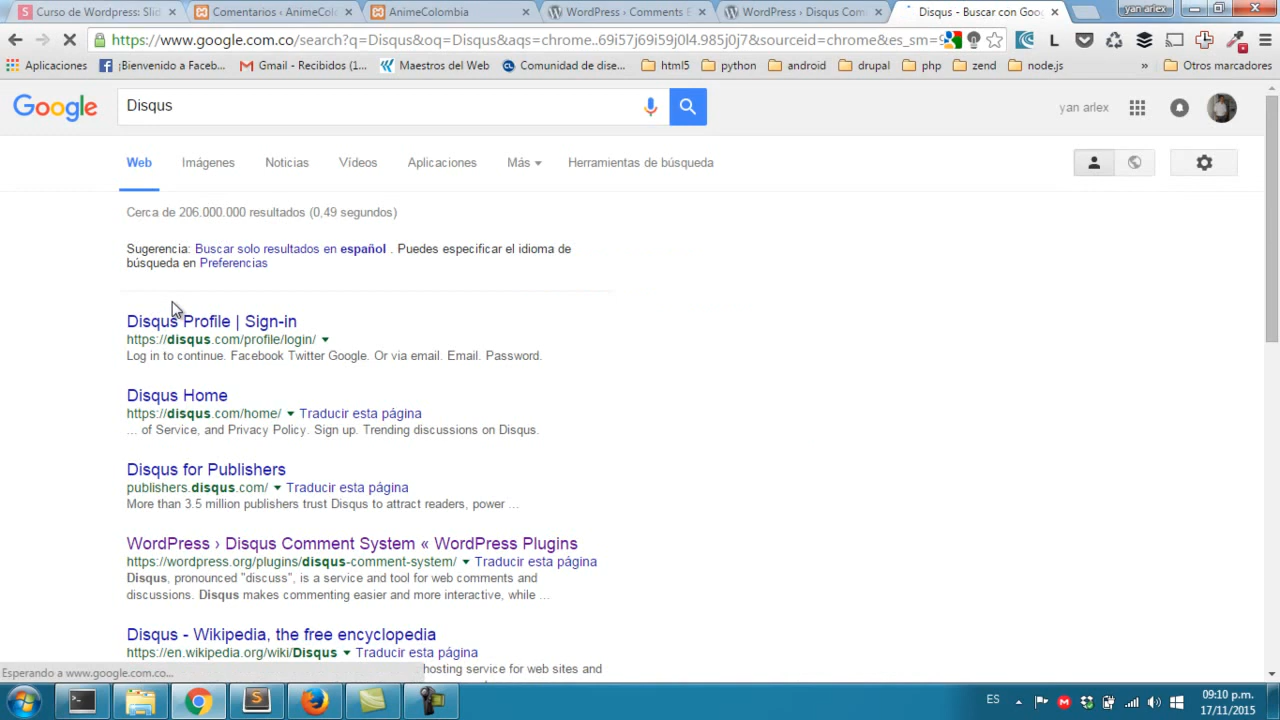 Curso de Wordpress: Slid
Comentarios ‹ AnimeCol
AnimeColombia
WordPress › Comments E
WordPress › Disqus Com
Disqus - Buscar con Goo
yan arlex
https://www.google.com.co/search?q=Disqus&oq=Disqus&aqs=chrome..69i57j69i59j0l4.985j0j7&sourceid=chrome&es_sm=
Aplicaciones
¡Bienvenido a Faceb...
Gmail - Recibidos (1...
Maestros del Web
Comunidad de dise...
html5
python
android
drupal
php
zend
node.js
»
Otros marcadores
Google
Disqus
yan arlex
Web
Imágenes
Noticias
Vídeos
Aplicaciones
Más
Herramientas de búsqueda
Cerca de 206.000.000 resultados (0,49 segundos)
Sugerencia: Buscar solo resultados en español . Puedes especificar el idioma de
búsqueda en Preferencias
Disqus Profile | Sign-in
https://disqus.com/profile/login/
Log in to continue. Facebook Twitter Google. Or via email. Email. Password.
Disqus Home
https://disqus.com/home/ Traducir esta página
... of Service, and Privacy Policy. Sign up. Trending discussions on Disqus.
Disqus for Publishers
publishers.disqus.com/ Traducir esta página
More than 3.5 million publishers trust Disqus to attract readers, power ...
WordPress › Disqus Comment System « WordPress Plugins
https://wordpress.org/plugins/disqus-comment-system/ Traducir esta página
Disqus, pronounced "discuss", is a service and tool for web comments and
discussions. Disqus makes commenting easier and more interactive, while ...
Disqus - Wikipedia, the free encyclopedia
https://en.wikipedia.org/wiki/Disqus Traducir esta página
hosting service for web sites and
Esperando a www.google.com.co...
ES
09:10 p.m.
17/11/2015